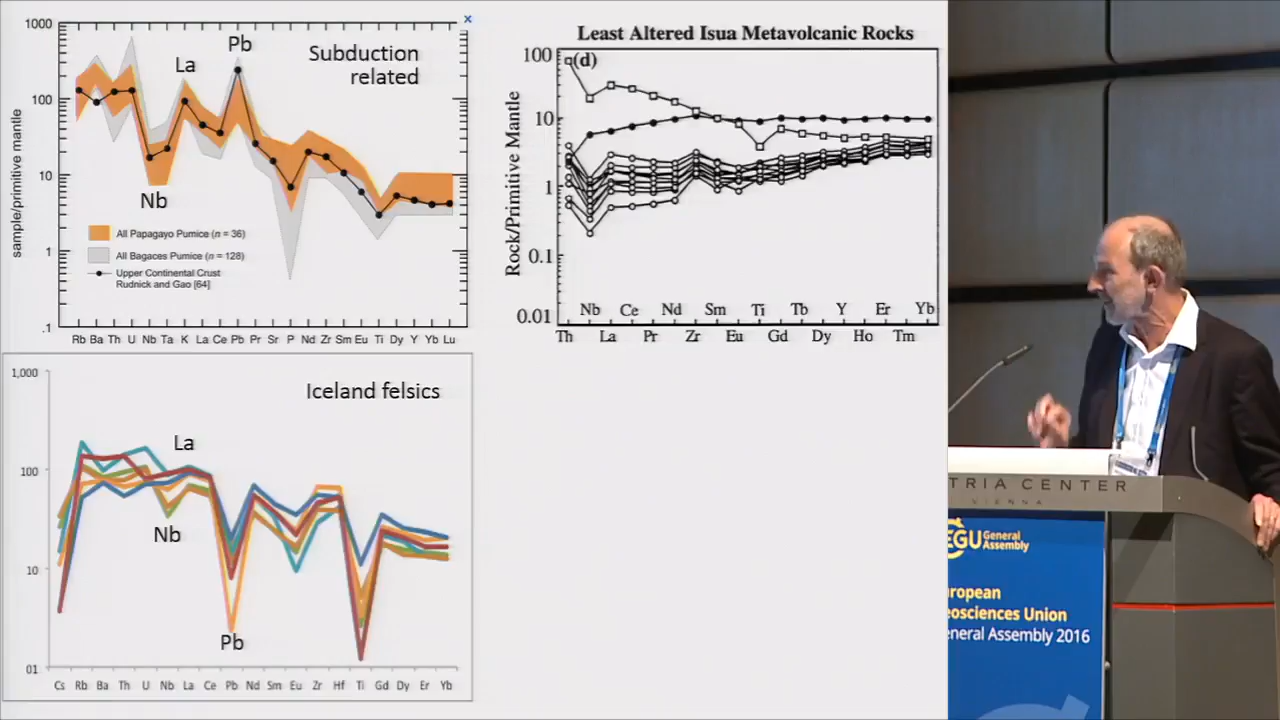 1000
100
10
1
.1
sample/primitive mantle
Subduction
related
La
Pb
Nb
All Papagayo Pumice (n = 36)
All Bagaces Pumice (n = 128)
Upper Continental Crust
Rudnick and Gao [64]
Rb Ba Th U Nb Ta K La Ce Pb Pr Sr P Nd Zr Sm Eu Ti Dy Y Yb Lu
x
Least Altered Isua Metavolcanic Rocks
(d)
100
10
1
0.1
0.01
Rock/Primitive Mantle
Nb Ce Nd Sm Ti Tb Y Er Yb
Th La Pr Zr Eu Gd Dy Ho Tm
Iceland felsics
1,000
100
10
01
La
Nb
Pb
Cs Rb Ba Th U Nb La Ce Pb Nd Sm Eu Zr Hf Ti Gd Dy Er Yb
TRIA CENTER
VIENNA
EGU General
Assembly
uropean
eosciences Union
eneral Assembly 2016